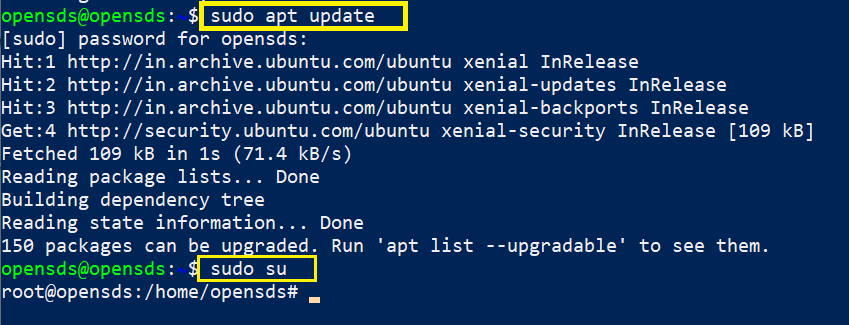 opensds@opensds:~$ sudo apt update
[sudo] password for opensds:
Hit:1 http://in.archive.ubuntu.com/ubuntu xenial InRelease
Hit:2 http://in.archive.ubuntu.com/ubuntu xenial-updates InRelease
Hit:3 http://in.archive.ubuntu.com/ubuntu xenial-backports InRelease
Get:4 http://security.ubuntu.com/ubuntu xenial-security InRelease [109 kB]
Fetched 109 kB in 1s (71.4 kB/s)
Reading package lists... Done
Building dependency tree
Reading state information... Done
150 packages can be upgraded. Run 'apt list --upgradable' to see them.
opensds@opensds:~$ sudo su
root@opensds:/home/opensds#